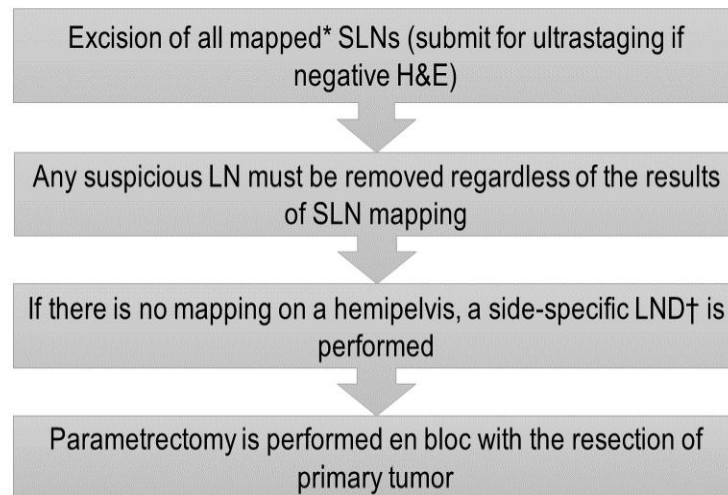 Excision of all mapped* SLNs (submit for ultrastaging if
negative H&E)
Any suspicious LN must be removed regardless of the results
of SLN mapping
If there is no mapping on a hemipelvis, a side-specific LND† is
performed
Parametrectomy is performed en bloc with the resection of
primary tumor